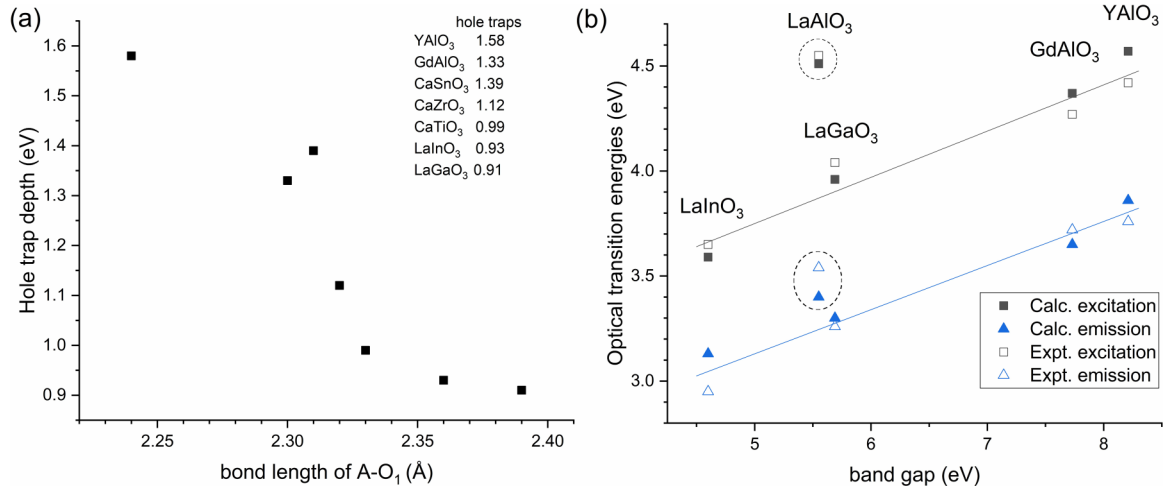 (a)
hole traps
YAlO₃ 1.58
GdAlO₃ 1.33
CaSnO₃ 1.39
CaZrO₃ 1.12
CaTiO₃ 0.99
LaInO₃ 0.93
LaGaO₃ 0.91
Hole trap depth (eV)
1.6
1.5
1.4
1.3
1.2
1.1
1.0
0.9
2.25
2.30
2.35
2.40
bond length of A-O₁ (Å)
(b)
LaAlO₃
YAlO₃
GdAlO₃
LaGaO₃
LaInO₃
Optical transition energies (eV)
4.5
4.0
3.5
3.0
Calc. excitation
Calc. emission
Expt. excitation
Expt. emission
5
6
7
8
band gap (eV)